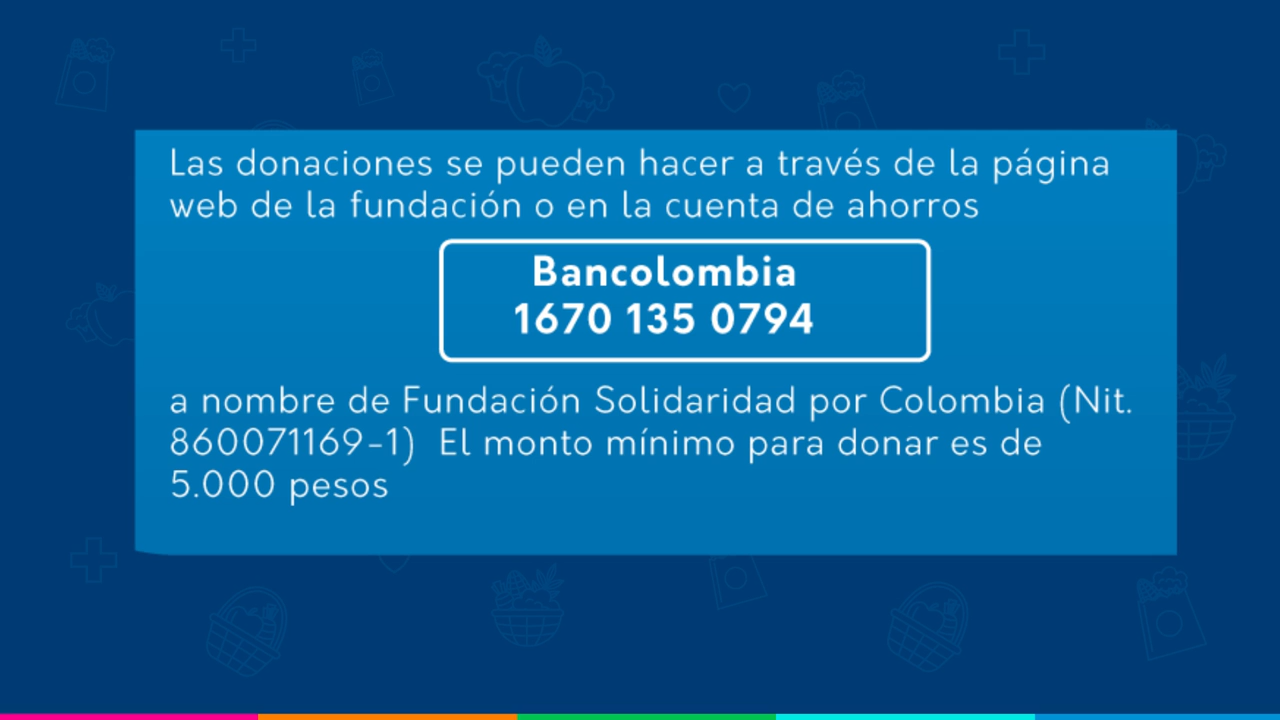 Las donaciones se pueden hacer a través de la página
web de la fundación o en la cuenta de ahorros
Bancolombia
1670 135 0794
a nombre de Fundación Solidaridad por Colombia (Nit.
860071169-1) El monto mínimo para donar es de
5.000 pesos